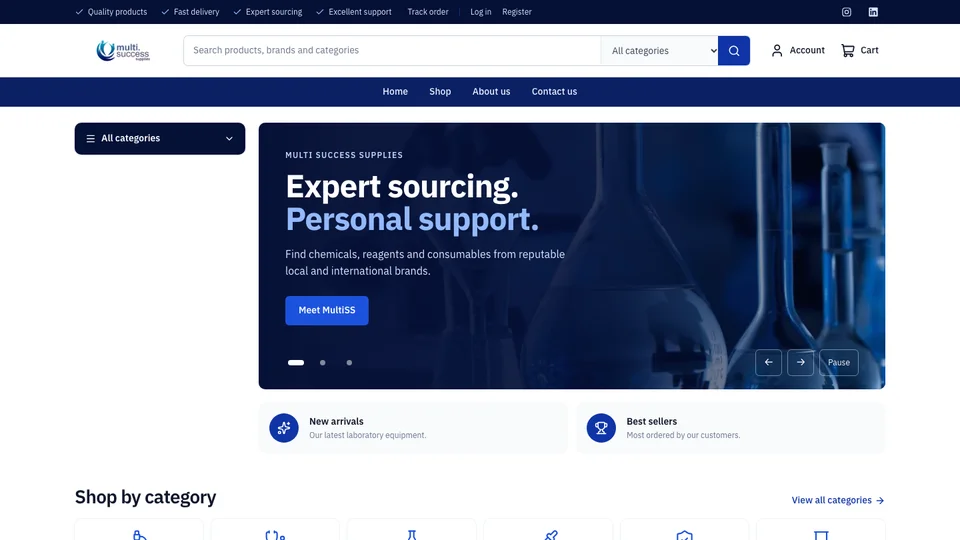 Quality products
Fast delivery
Expert sourcing
Excellent support
Track order
Log in
Register
multi.
success
supplies
Search products, brands and categories
All categories
Account
Cart
Home
Shop
About us
Contact us
All categories
MULTI SUCCESS SUPPLIES
Expert sourcing.
Personal support.
Find chemicals, reagents and consumables from reputable
local and international brands.
Meet MultiSS
Pause
New arrivals
Our latest laboratory equipment.
Best sellers
Most ordered by our customers.
Shop by category
View all categories